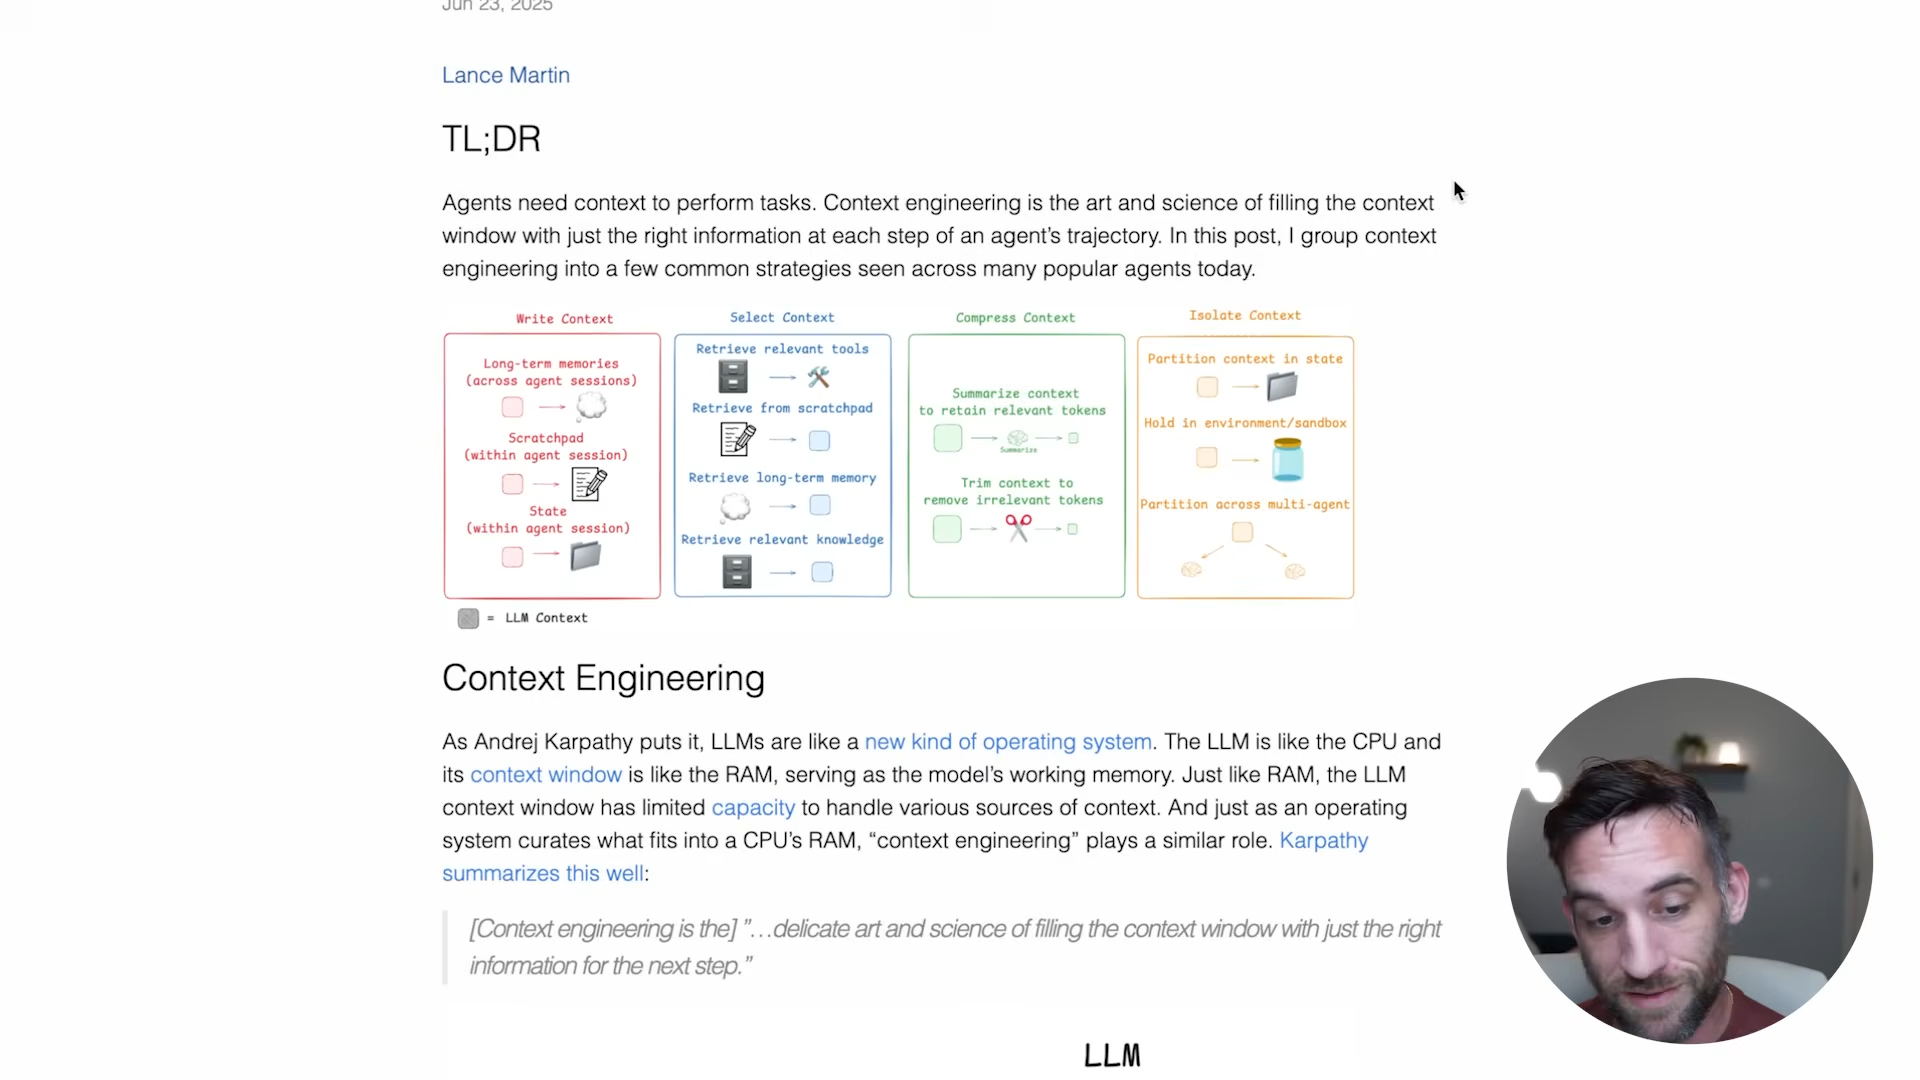 Jun 23, 2025
Lance Martin
TL;DR
Agents need context to perform tasks. Context engineering is the art and science of filling the context
window with just the right information at each step of an agent's trajectory. In this post, I group context
engineering into a few common strategies seen across many popular agents today.
Write Context
Long-term memories
(across agent sessions)
Scratchpad
(within agent session)
State
(within agent session)
Select Context
Retrieve relevant tools
Retrieve from scratchpad
Retrieve long-term memory
Retrieve relevant knowledge
Compress Context
Summarize context
to retain relevant tokens
Summarize
Trim context to
remove irrelevant tokens
Isolate Context
Partition context in state
Hold in environment/sandbox
Partition across multi-agent
= LLM Context
Context Engineering
As Andrej Karpathy puts it, LLMs are like a new kind of operating system. The LLM is like the CPU and
its context window is like the RAM, serving as the model's working memory. Just like RAM, the LLM
context window has limited capacity to handle various sources of context. And just as an operating
system curates what fits into a CPU's RAM, “context engineering” plays a similar role. Karpathy
summarizes this well:
[Context engineering is the] ”…delicate art and science of filling the context window with just the right
information for the next step.”
LLM